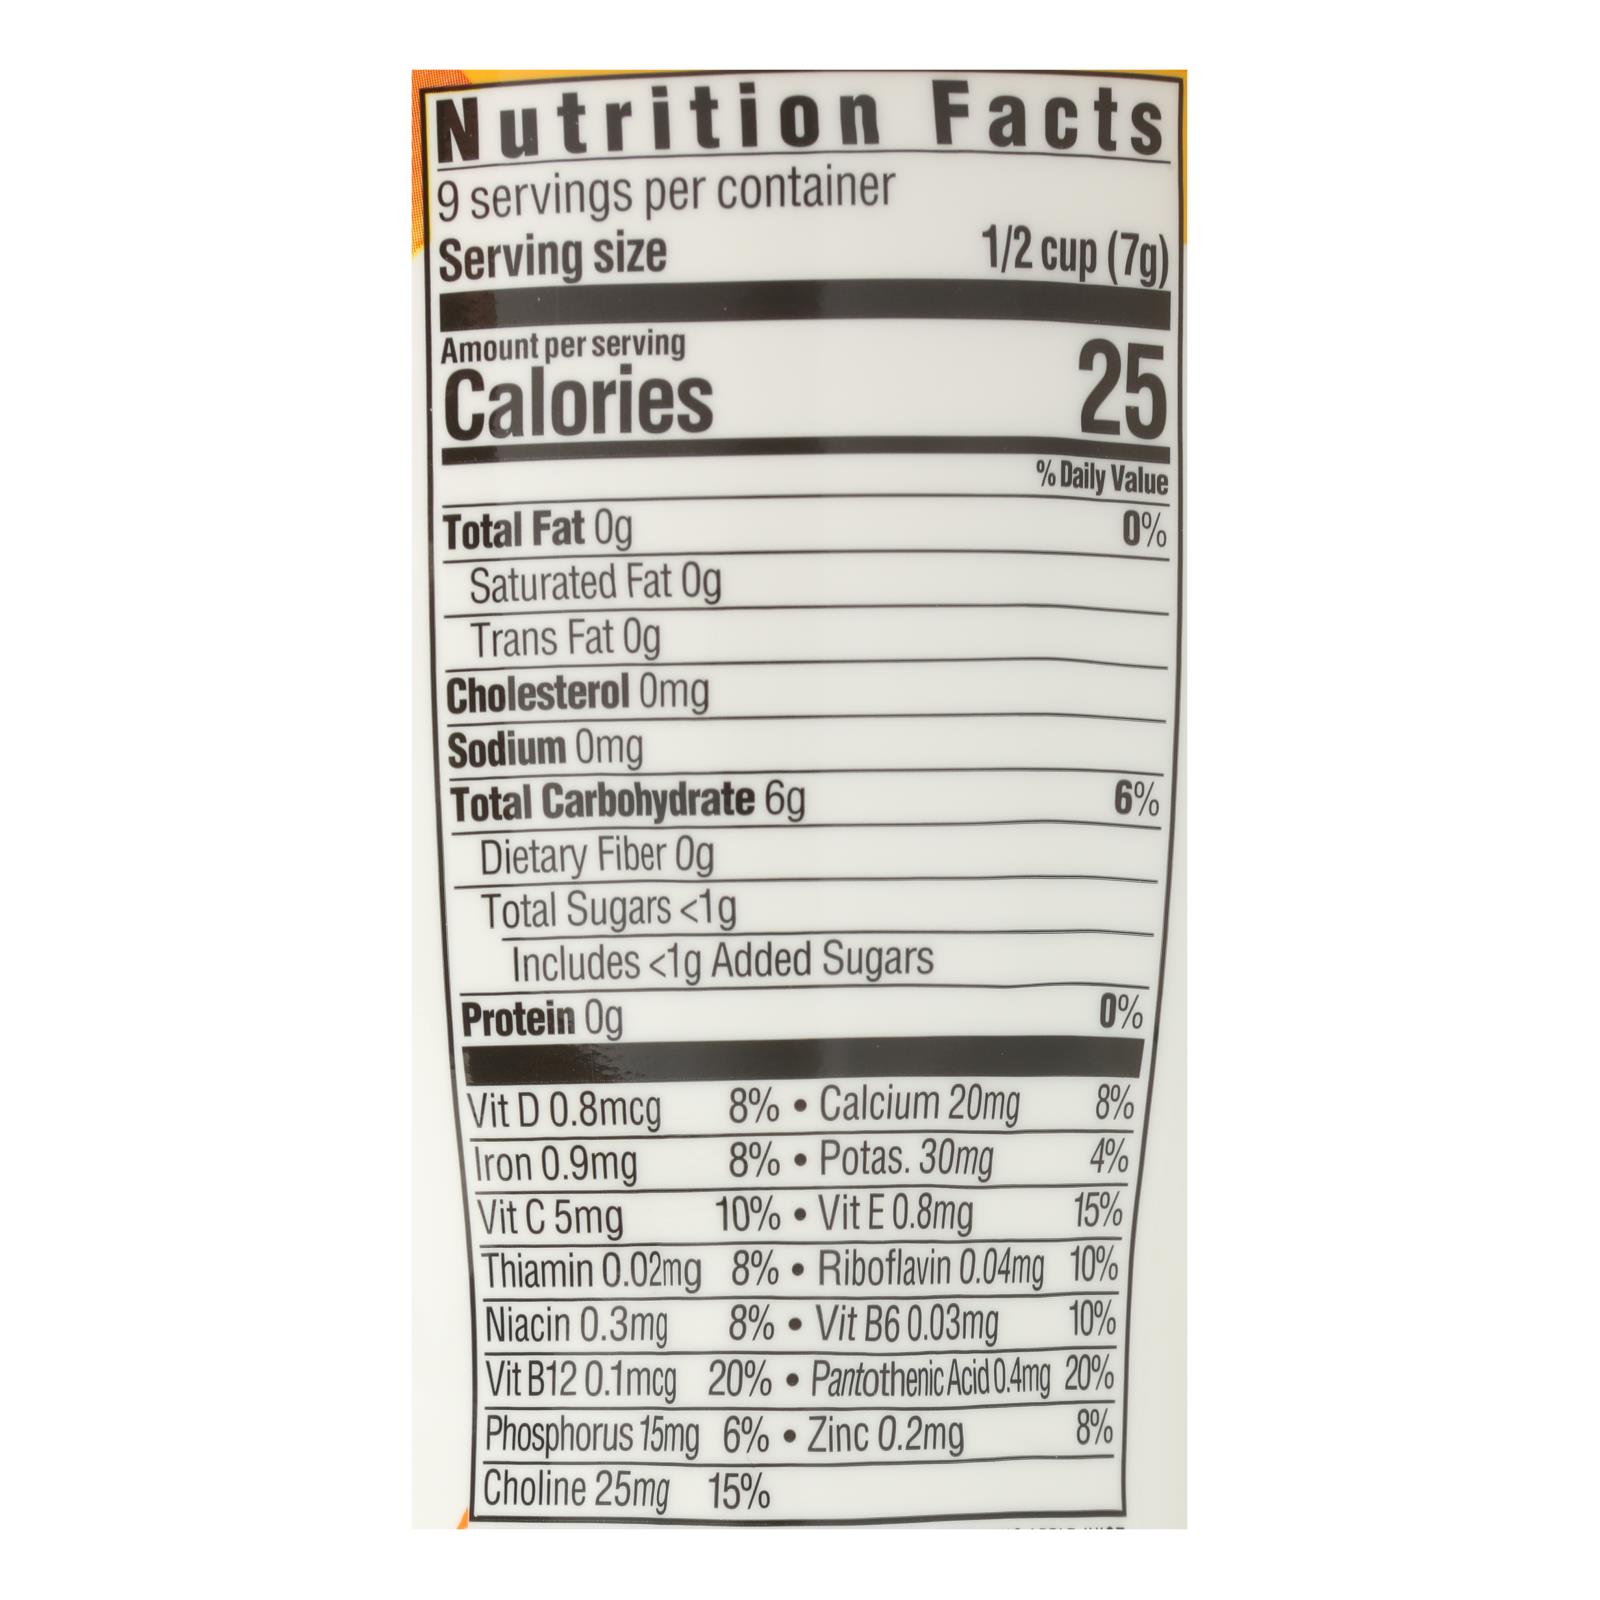 Nutrition Facts
9 servings per container
Serving size 1/2 cup (7g)
Amount per serving
Calories 25
% Daily Value
Total Fat 0g 0%
Saturated Fat 0g
Trans Fat 0g
Cholesterol 0mg
Sodium 0mg
Total Carbohydrate 6g 6%
Dietary Fiber 0g
Total Sugars <1g
Includes <1g Added Sugars
Protein 0g 0%
Vit D 0.8mcg 8% • Calcium 20mg 8%
Iron 0.9mg 8% • Potas. 30mg 4%
Vit C 5mg 10% • Vit E 0.8mg 15%
Thiamin 0.02mg 8% • Riboflavin 0.04mg 10%
Niacin 0.3mg 8% • Vit B6 0.03mg 10%
Vit B12 0.1mcg 20% • Pantothenic Acid 0.4mg 20%
Phosphorus 15mg 6% • Zinc 0.2mg 8%
Choline 25mg 15%